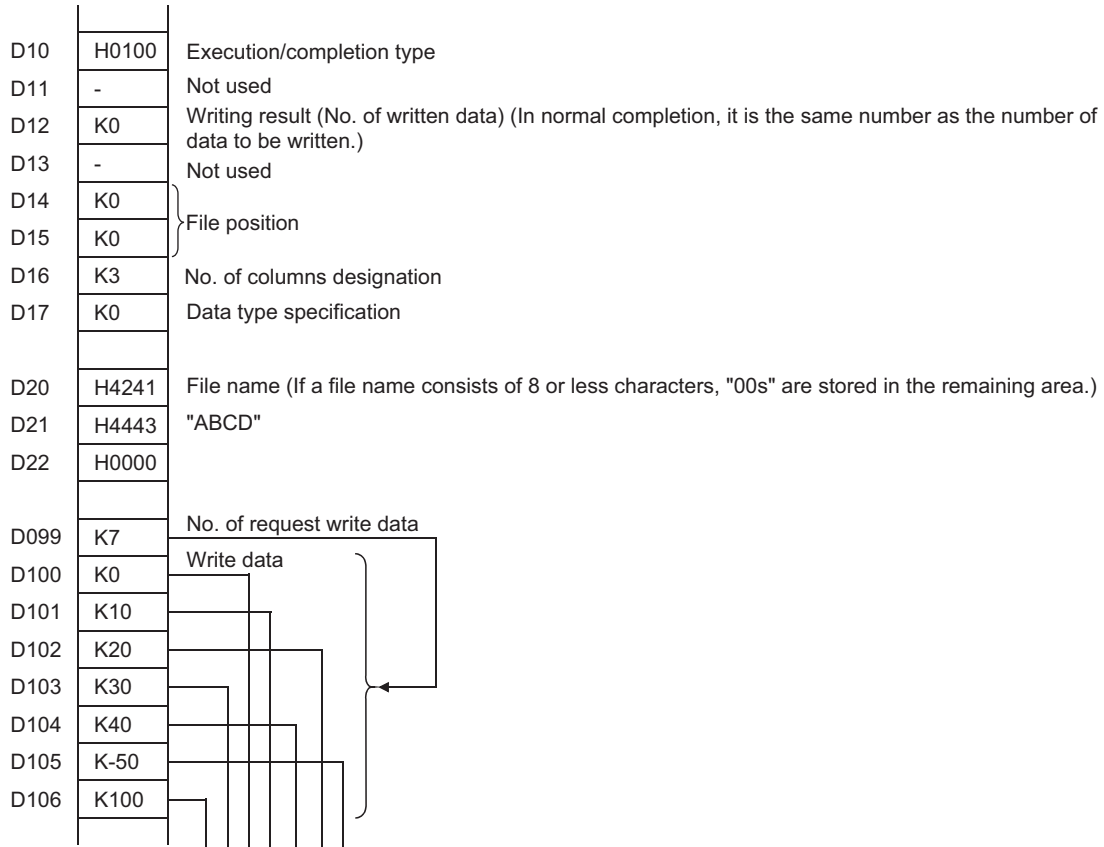 D10 H0100 Execution/completion type
D11 - Not used
D12 K0 Writing result (No. of written data) (In normal completion, it is the same number as the number of
data to be written.)
D13 - Not used
D14 K0
File position
D15 K0
D16 K3 No. of columns designation
D17 K0 Data type specification
D20 H4241 File name (If a file name consists of 8 or less characters, "00s" are stored in the remaining area.)
D21 H4443 "ABCD"
D22 H0000
D099 K7 No. of request write data
D100 K0 Write data
D101 K10
D102 K20
D103 K30
D104 K40
D105 K-50
D106 K100